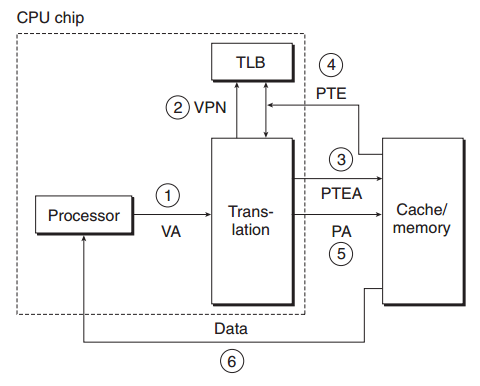 CPU chip
TLB
④
② VPN
PTE
③
①
PTEA
Processor
Trans-
lation
Cache/
memory
VA
PA
⑤
Data
⑥